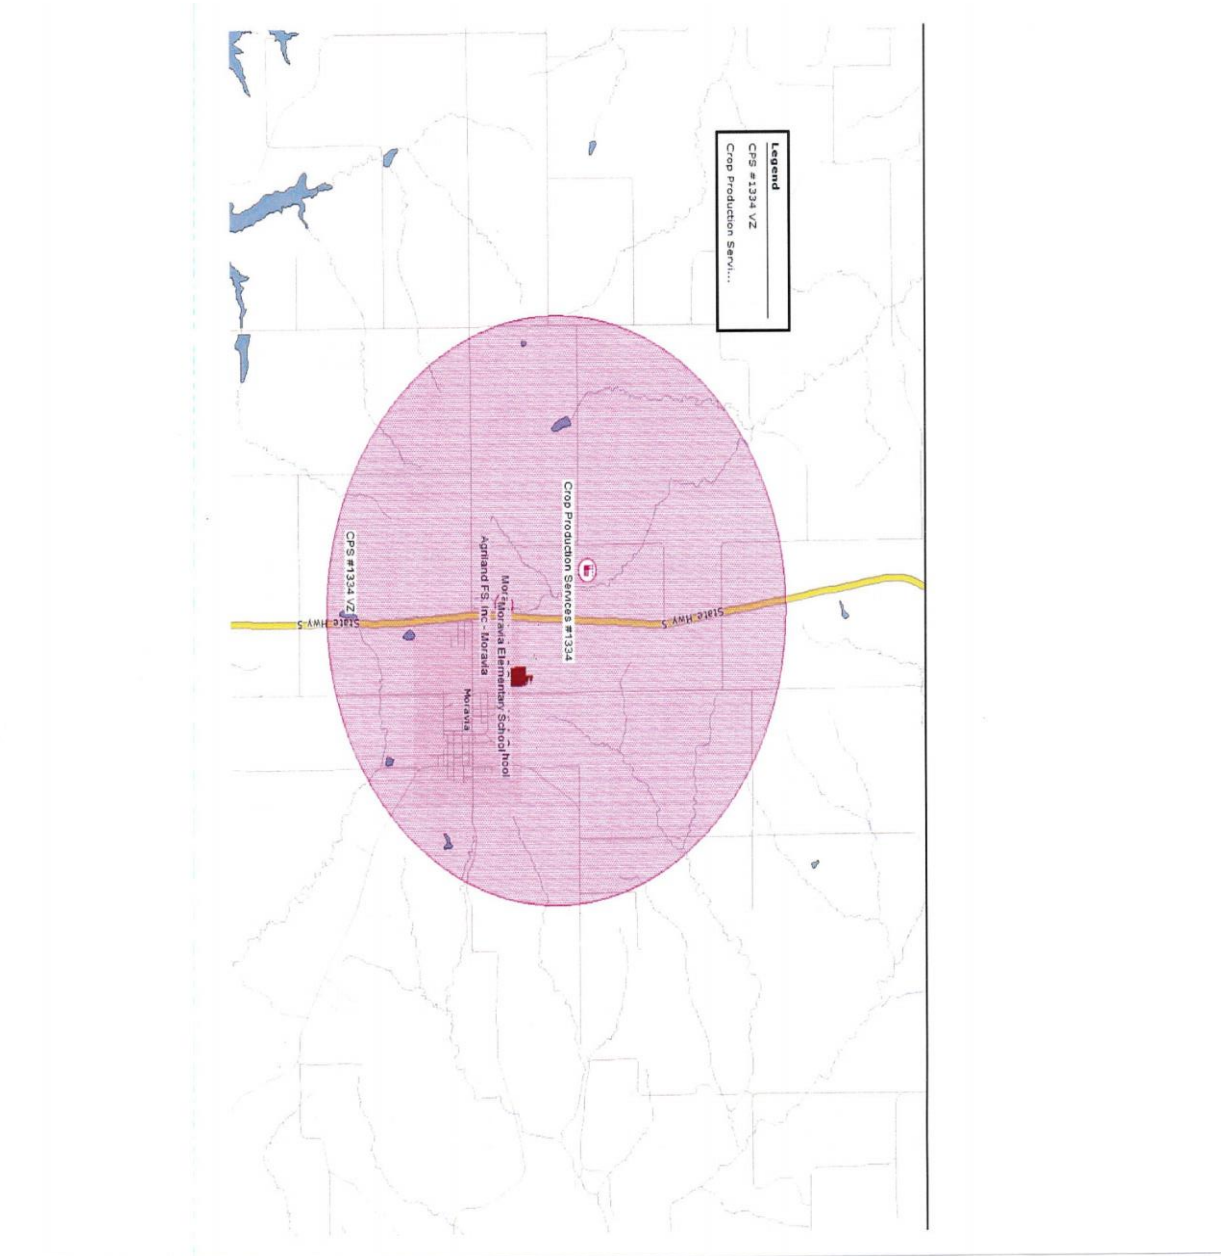 Legend
CPS #1334 VZ
Crop Production Servi...
Crop Production Services #1334
Moravia Elementary School
hool
Agriland FS, Inc - Moravia
Moravia
CPS #1334 VZ
State Hwy 5
State Hwy 5